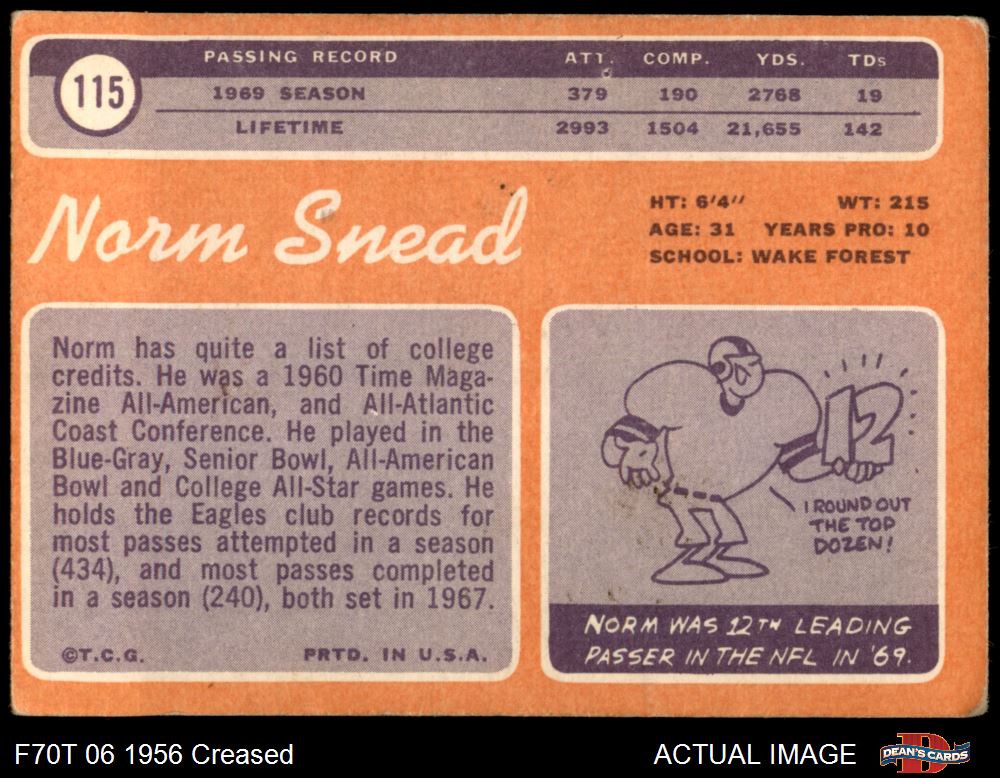 115
PASSING RECORD ATT. COMP. YDS. TDs
1969 SEASON 379 190 2768 19
LIFETIME 2993 1504 21,655 142
Norm Snead
HT: 6'4" WT: 215
AGE: 31 YEARS PRO: 10
SCHOOL: WAKE FOREST
Norm has quite a list of college
credits. He was a 1960 Time Maga-
zine All-American, and All-Atlantic
Coast Conference. He played in the
Blue-Gray, Senior Bowl, All-American
Bowl and College All-Star games. He
holds the Eagles club records for
most passes attempted in a season
(434), and most passes completed
in a season (240), both set in 1967.
©T.C.G. PRTD. IN U.S.A.
12
I ROUND OUT
THE TOP
DOZEN!
NORM WAS 12TH LEADING
PASSER IN THE NFL IN '69.
F70T 06 1956 Creased
ACTUAL IMAGE
DEAN'S CARDS